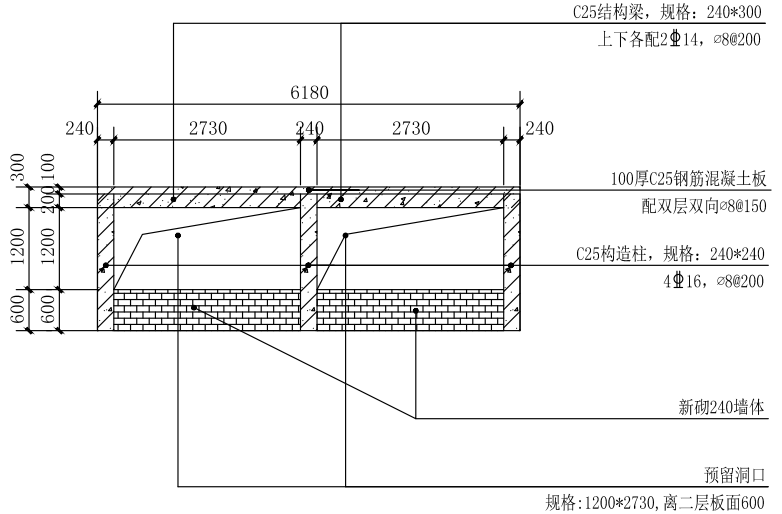 C25结构梁，规格：240*300
上下各配2⏀14，⌀8@200
6180
240 2730 240 2730 240
300 100
200
1200 1200
600 600
100厚C25钢筋混凝土板
配双层双向⌀8@150
C25构造柱，规格：240*240
4⏀16，⌀8@200
新砌240墙体
预留洞口
规格:1200*2730,离二层板面600